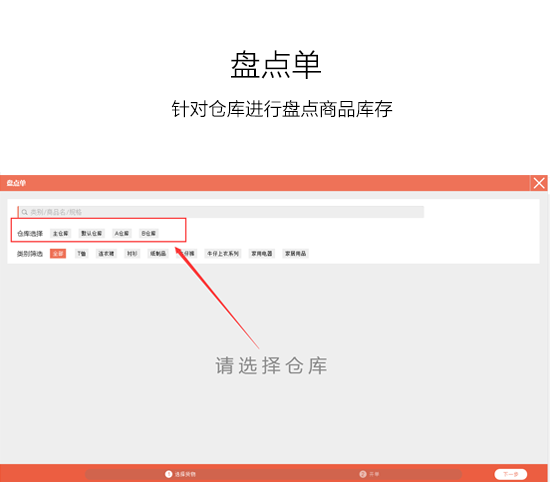 盘点单
针对仓库进行盘点商品库存
盘点单
类别/商品名/规格
仓库选择 主仓库 默认仓库 A仓库 B仓库
类别筛选 全部 T恤 连衣裙 衬衫 纸制品 牛仔上衣系列 家用电器 家居用品
请选择仓库
1 选择类别 2 下一步